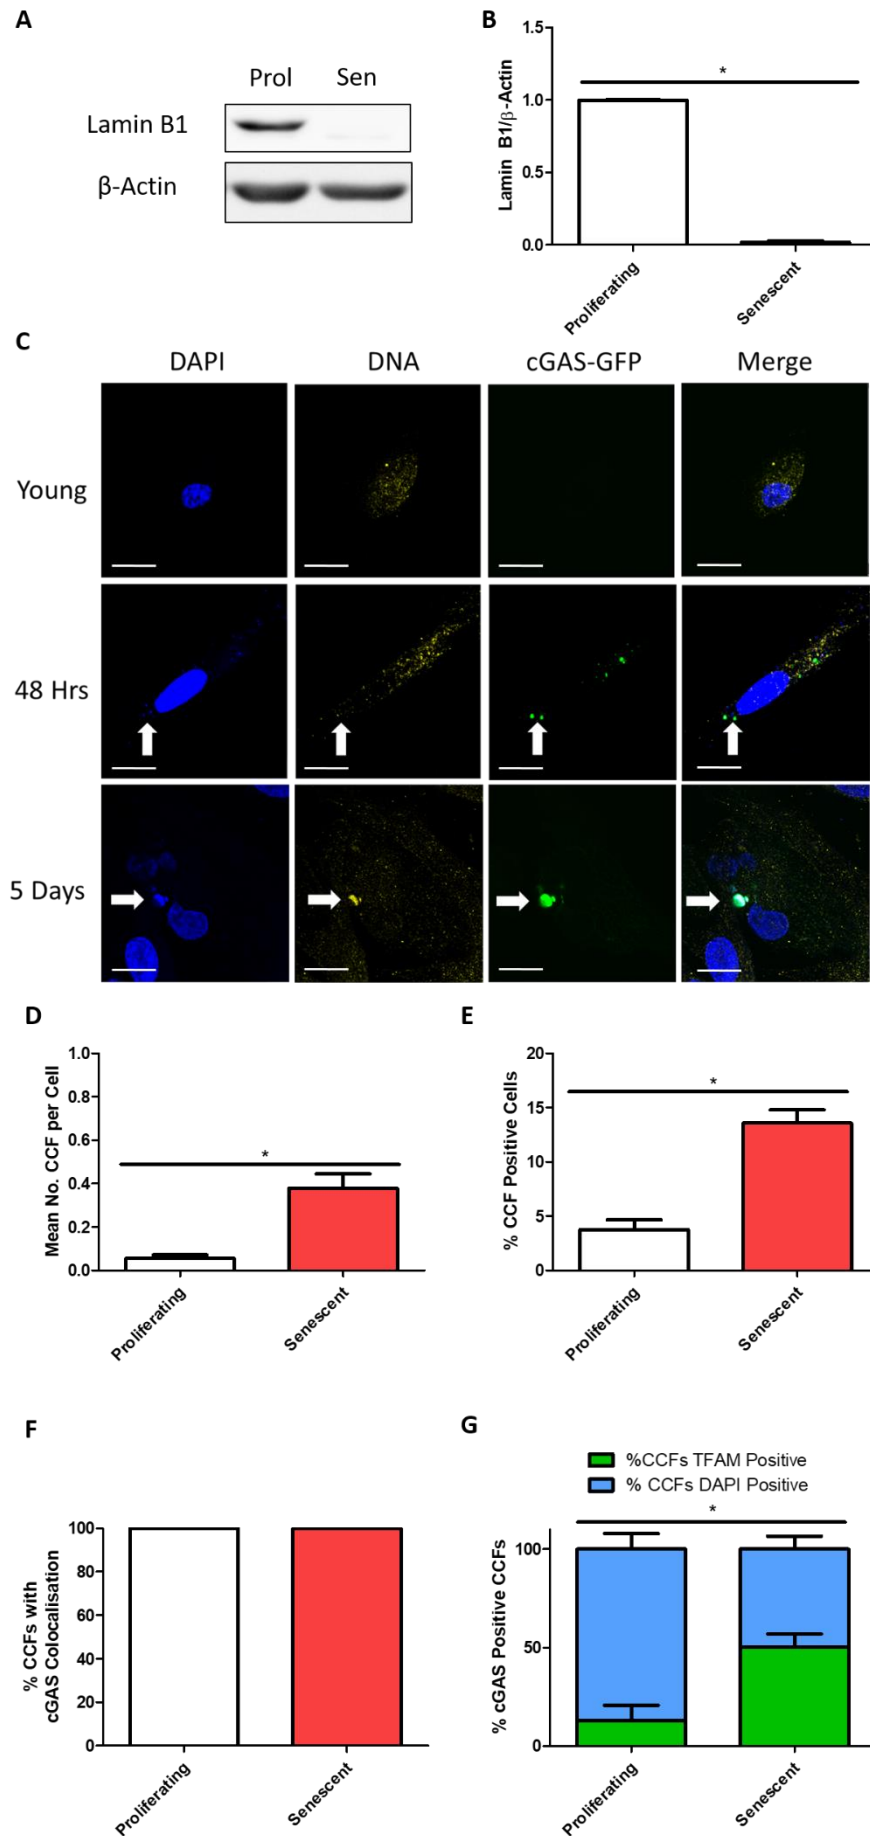 A
Prol Sen
Lamin B1
β-Actin
B
Lamin B1/β-Actin
1.5
1.0
0.5
0.0
*
Proliferating
Senescent
C
DAPI DNA cGAS-GFP Merge
Young
48 Hrs
5 Days
D
Mean No. CCF per Cell
1.0
0.8
0.6
0.4
0.2
0.0
*
Proliferating
Senescent
E
% CCF Positive Cells
20
15
10
5
0
*
Proliferating
Senescent
F
% CCFs with
cGAS Colocalisation
100
80
60
40
20
0
Proliferating
Senescent
G
%CCFs TFAM Positive
% CCFs DAPI Positive
% cGAS Positive CCFs
*
100
50
0
Proliferating
Senescent